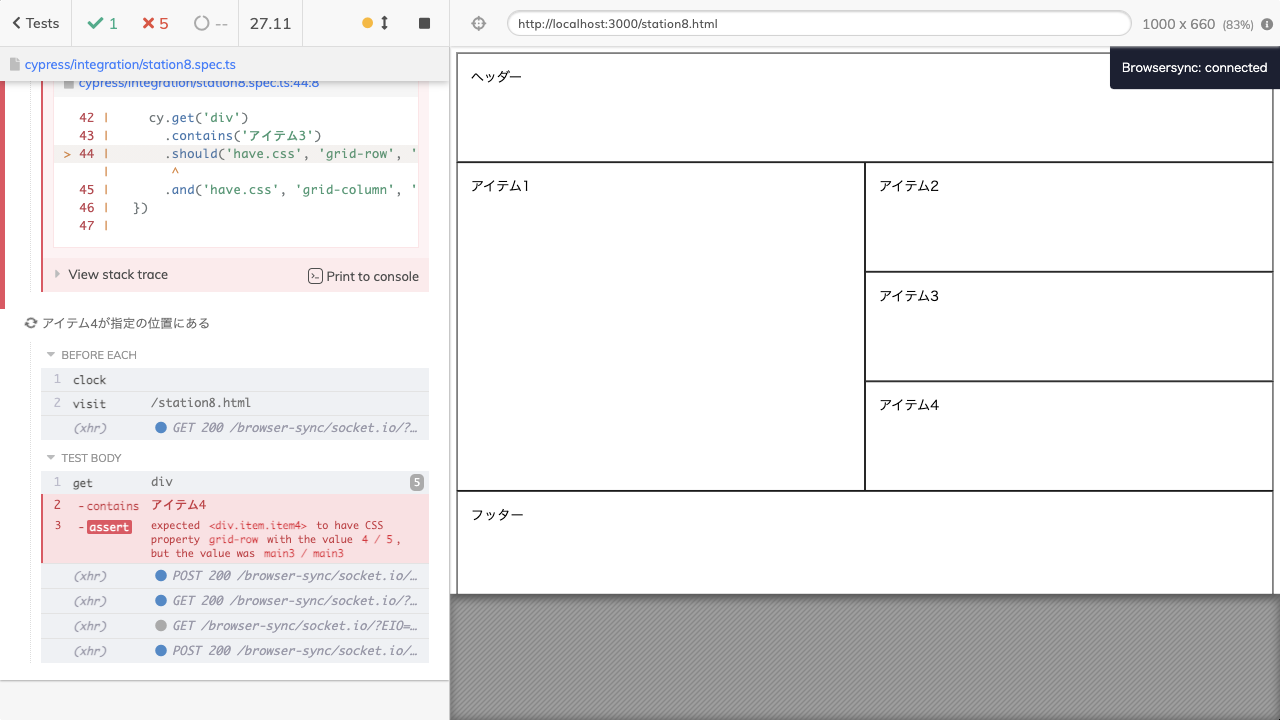 Tests 1 5 -- 27.11
cypress/integration/station8.spec.ts
cypress/integration/station8.spec.ts:44:8
42 | cy.get('div')
43 | .contains('アイテム3')
> 44 | .should('have.css', 'grid-row', '
| ^
45 | .and('have.css', 'grid-column', '
46 | })
47 |
View stack trace
Print to console
アイテム4が指定の位置にある
BEFORE EACH
1 clock
2 visit /station8.html
(xhr) GET 200 /browser-sync/socket.io/?…
TEST BODY
1 get div 5
2 -contains アイテム4
3 -assert expected <div.item.item4> to have CSS
property grid-row with the value 4 / 5,
but the value was main3 / main3
(xhr) POST 200 /browser-sync/socket.io/…
(xhr) GET 200 /browser-sync/socket.io/?…
(xhr) GET /browser-sync/socket.io/?EIO=…
(xhr) POST 200 /browser-sync/socket.io/…
http://localhost:3000/station8.html
1000 x 660 (83%)
Browsersync: connected
ヘッダー
アイテム1
アイテム2
アイテム3
アイテム4
フッター